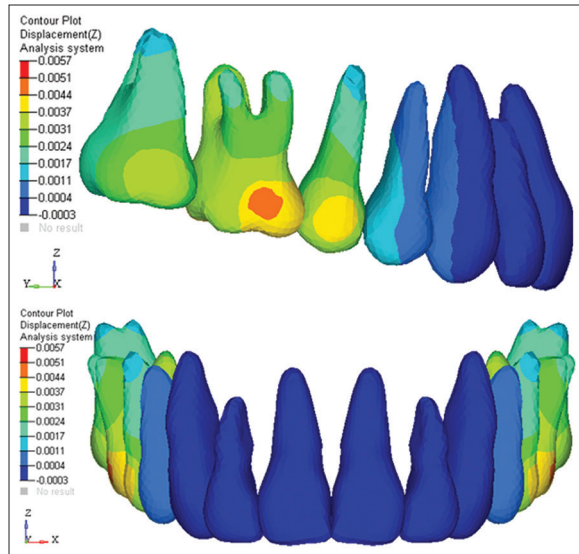 Contour Plot
Displacement(Z)
Analysis system
0.0057
0.0051
0.0044
0.0037
0.0031
0.0024
0.0017
0.0011
0.0004
-0.0003
No result
Z
Y
X
Contour Plot
Displacement(Z)
Analysis system
0.0057
0.0051
0.0044
0.0037
0.0031
0.0024
0.0017
0.0011
0.0004
-0.0003
No result
Z
Y
X